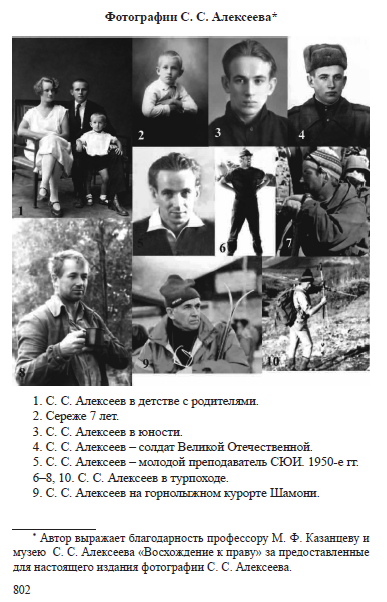 Фотографии С. С. Алексеева*
1
2
3
4
5
6
7
8
9
10
1. С. С. Алексеев в детстве с родителями.
2. Сереже 7 лет.
3. С. С. Алексеев в юности.
4. С. С. Алексеев – солдат Великой Отечественной.
5. С. С. Алексеев – молодой преподаватель СЮИ. 1950-е гг.
6–8, 10. С. С. Алексеев в турпоходе.
9. С. С. Алексеев на горнолыжном курорте Шамони.
* Автор выражает благодарность профессору М. Ф. Казанцеву и
музею С. С. Алексеева «Восхождение к праву» за предоставленные
для настоящего издания фотографии С. С. Алексеева.
802